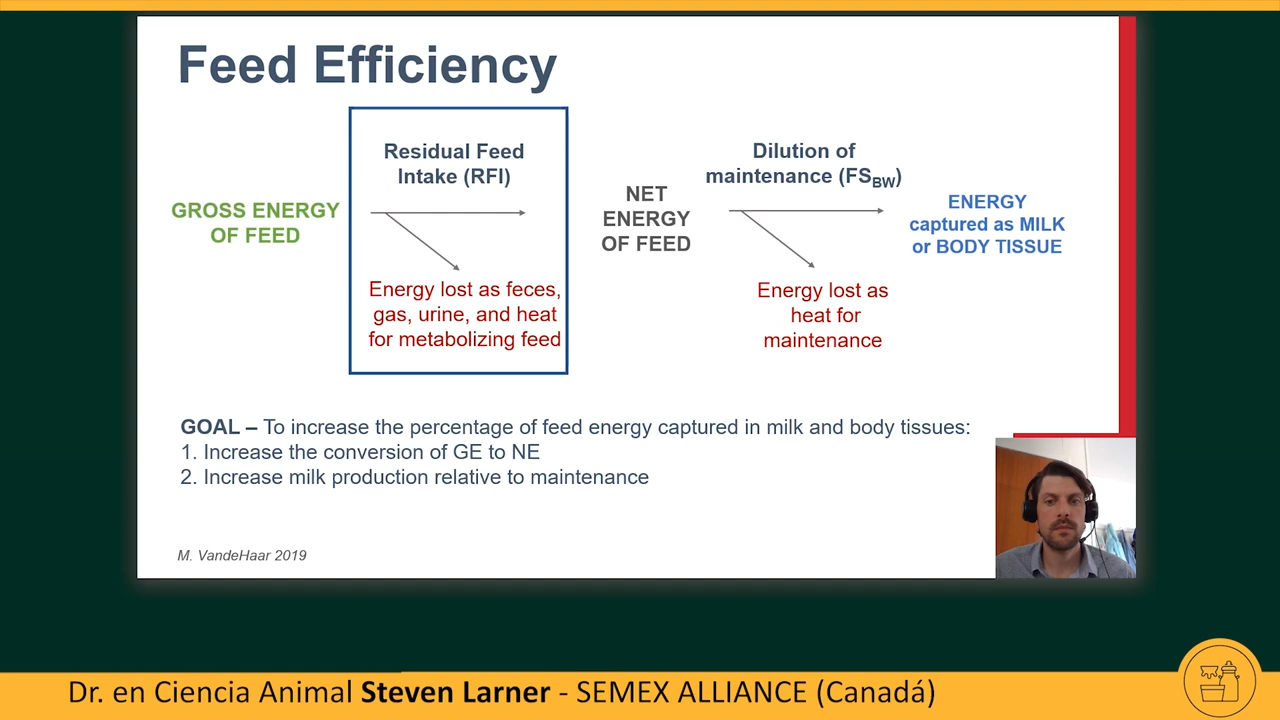 Feed Efficiency
Residual Feed
Intake (RFI)
Dilution of
maintenance (FSBW)
GROSS ENERGY
OF FEED
NET
ENERGY
OF FEED
ENERGY
captured as MILK
or BODY TISSUE
Energy lost as feces,
gas, urine, and heat
for metabolizing feed
Energy lost as
heat for
maintenance
GOAL – To increase the percentage of feed energy captured in milk and body tissues:
1. Increase the conversion of GE to NE
2. Increase milk production relative to maintenance
M. VandeHaar 2019
Dr. en Ciencia Animal Steven Larner - SEMEX ALLIANCE (Canadá)